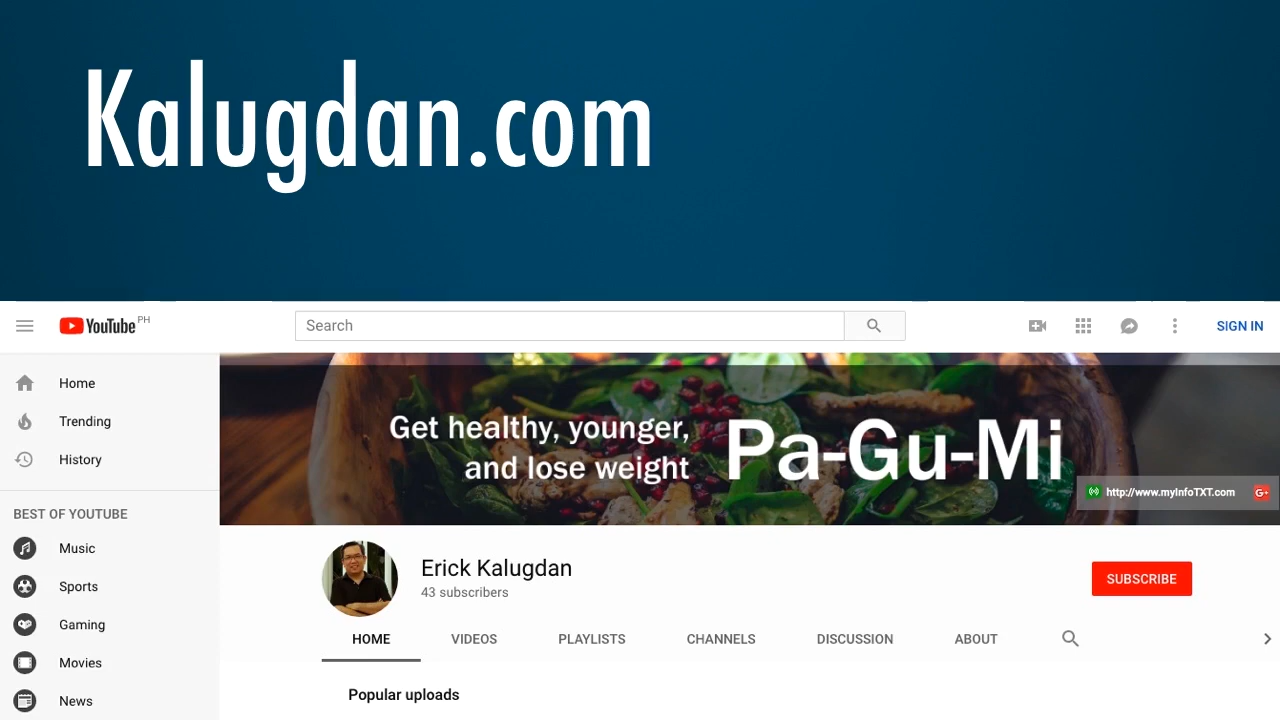 Kalugdan.com
YouTube PH
Search
SIGN IN
Home
Trending
History
BEST OF YOUTUBE
Music
Sports
Gaming
Movies
News
Get healthy, younger,
and lose weight
Pa-Gu-Mi
http://www.myinfoTXT.com
G+
Erick Kalugdan
43 subscribers
SUBSCRIBE
HOME VIDEOS PLAYLISTS CHANNELS DISCUSSION ABOUT
Popular uploads